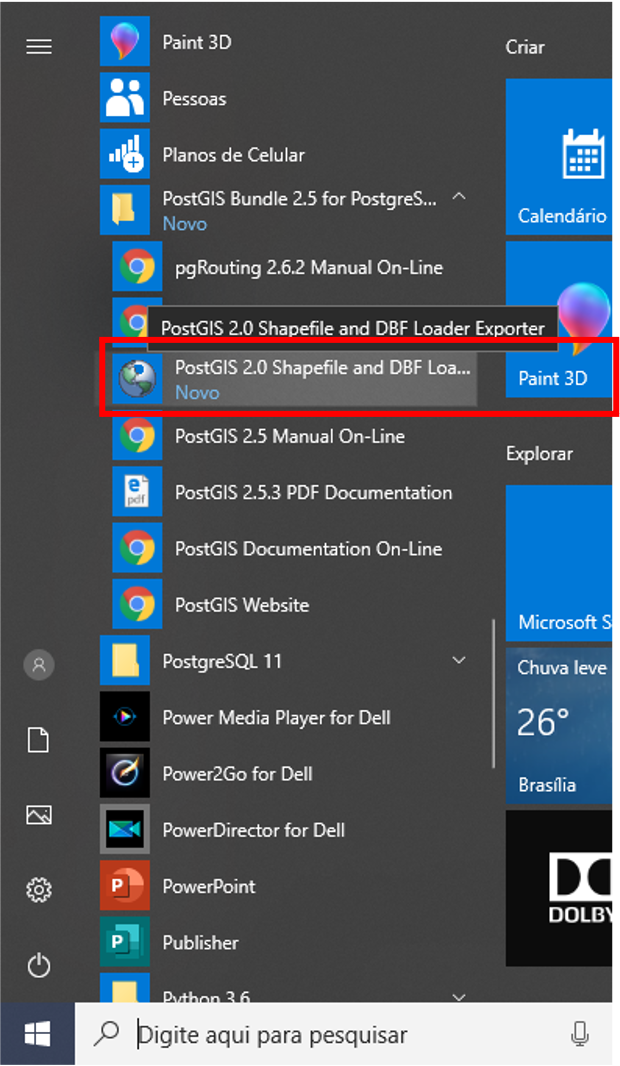 Paint 3D
Pessoas
Planos de Celular
PostGIS Bundle 2.5 for PostgreS...
Novo
pgRouting 2.6.2 Manual On-Line
PostGIS 2.0 Shapefile and DBF Loader Exporter
PostGIS 2.0 Shapefile and DBF Loa...
Novo
PostGIS 2.5 Manual On-Line
PostGIS 2.5.3 PDF Documentation
pdf
PostGIS Documentation On-Line
PostGIS Website
PostgreSQL 11
Power Media Player for Dell
Power2Go for Dell
PowerDirector for Dell
P
PowerPoint
P
Publisher
Python 3.6
Criar
Calendário
Paint 3D
Explorar
Microsoft S
Chuva leve
26°
Brasília
DOLBY
Digite aqui para pesquisar